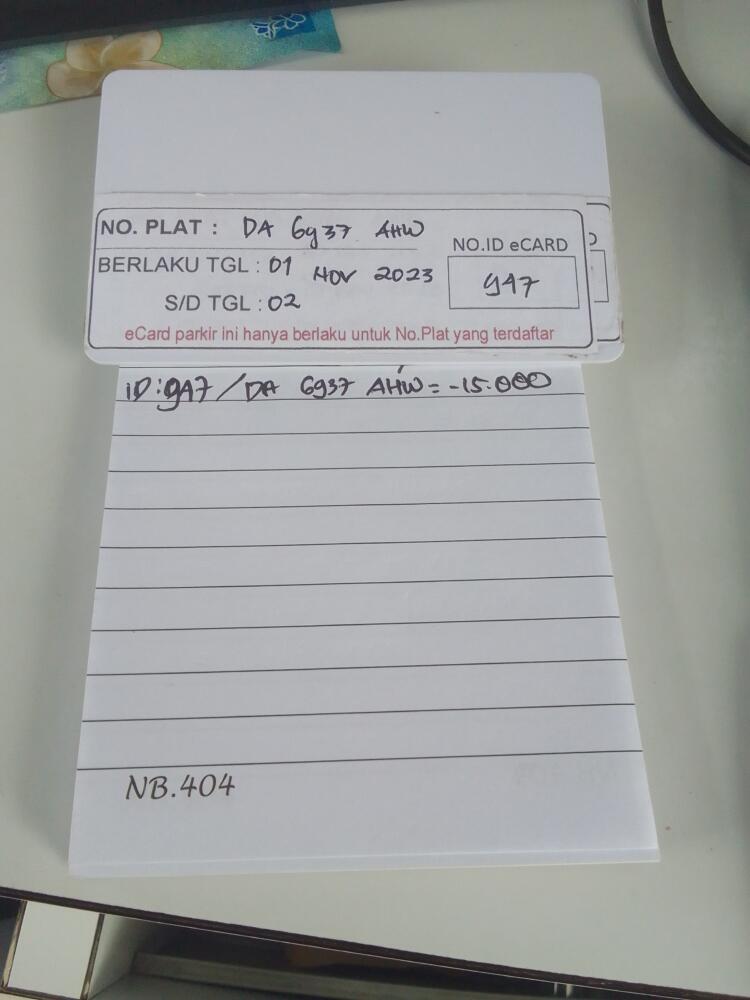 NO. PLAT : DA 6937 AHW
BERLAKU TGL : 01 NOV 2023
S/D TGL : 02
NO.ID eCARD
947
eCard parkir ini hanya berlaku untuk No.Plat yang terdaftar
ID:947 / DA 6937 AHW = -15.000
NB.404